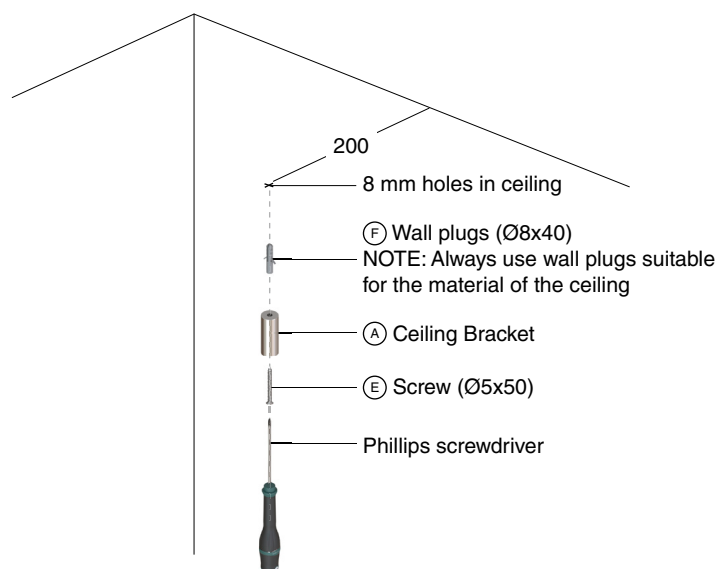 200
8 mm holes in ceiling
Ⓕ Wall plugs (Ø8x40)
NOTE: Always use wall plugs suitable
for the material of the ceiling
Ⓐ Ceiling Bracket
Ⓔ Screw (Ø5x50)
Phillips screwdriver